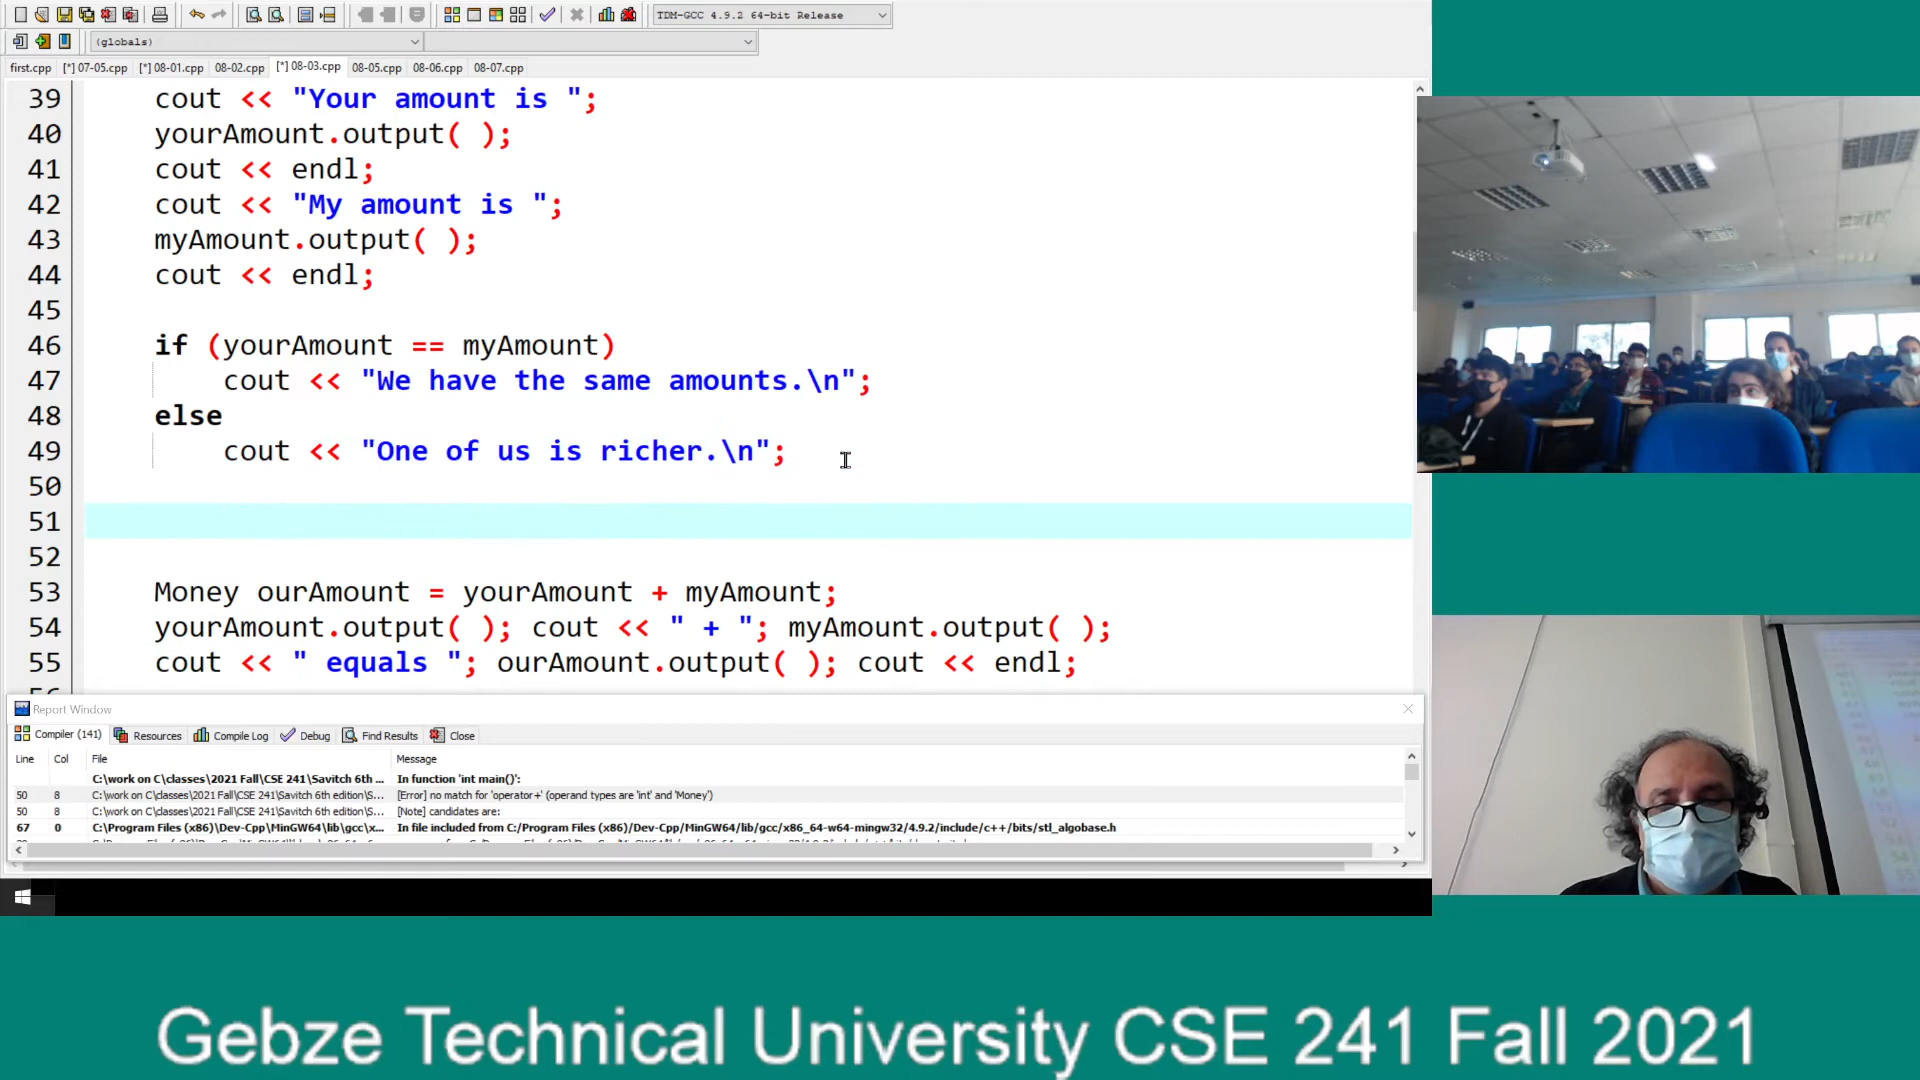 TDM-GCC 4.9.2 64-bit Release
(globals)
first.cpp [*] 07-05.cpp [*] 08-01.cpp 08-02.cpp [*] 08-03.cpp 08-05.cpp 08-06.cpp 08-07.cpp
39 cout << "Your amount is ";
40 yourAmount.output( );
41 cout << endl;
42 cout << "My amount is ";
43 myAmount.output( );
44 cout << endl;
45
46 if (yourAmount == myAmount)
47 cout << "We have the same amounts.\n";
48 else
49 cout << "One of us is richer.\n";
50
51
52
53 Money ourAmount = yourAmount + myAmount;
54 yourAmount.output( ); cout << " + "; myAmount.output( );
55 cout << " equals "; ourAmount.output( ); cout << endl;
Report Window
Compiler (141) Resources Compile Log Debug Find Results Close
Line Col File Message
C:\work on C\classes\2021 Fall\CSE 241\Savitch 6th ... In function 'int main()':
50 8 C:\work on C\classes\2021 Fall\CSE 241\Savitch 6th edition\S... [Error] no match for 'operator+' (operand types are 'int' and 'Money')
50 8 C:\work on C\classes\2021 Fall\CSE 241\Savitch 6th edition\S... [Note] candidates are:
67 0 C:\Program Files (x86)\Dev-Cpp\MinGW64\lib\gcc\x... In file included from C:/Program Files (x86)/Dev-Cpp/MinGW64/lib/gcc/x86_64-w64-mingw32/4.9.2/include/c++/bits/stl_algobase.h
Gebze Technical University CSE 241 Fall 2021